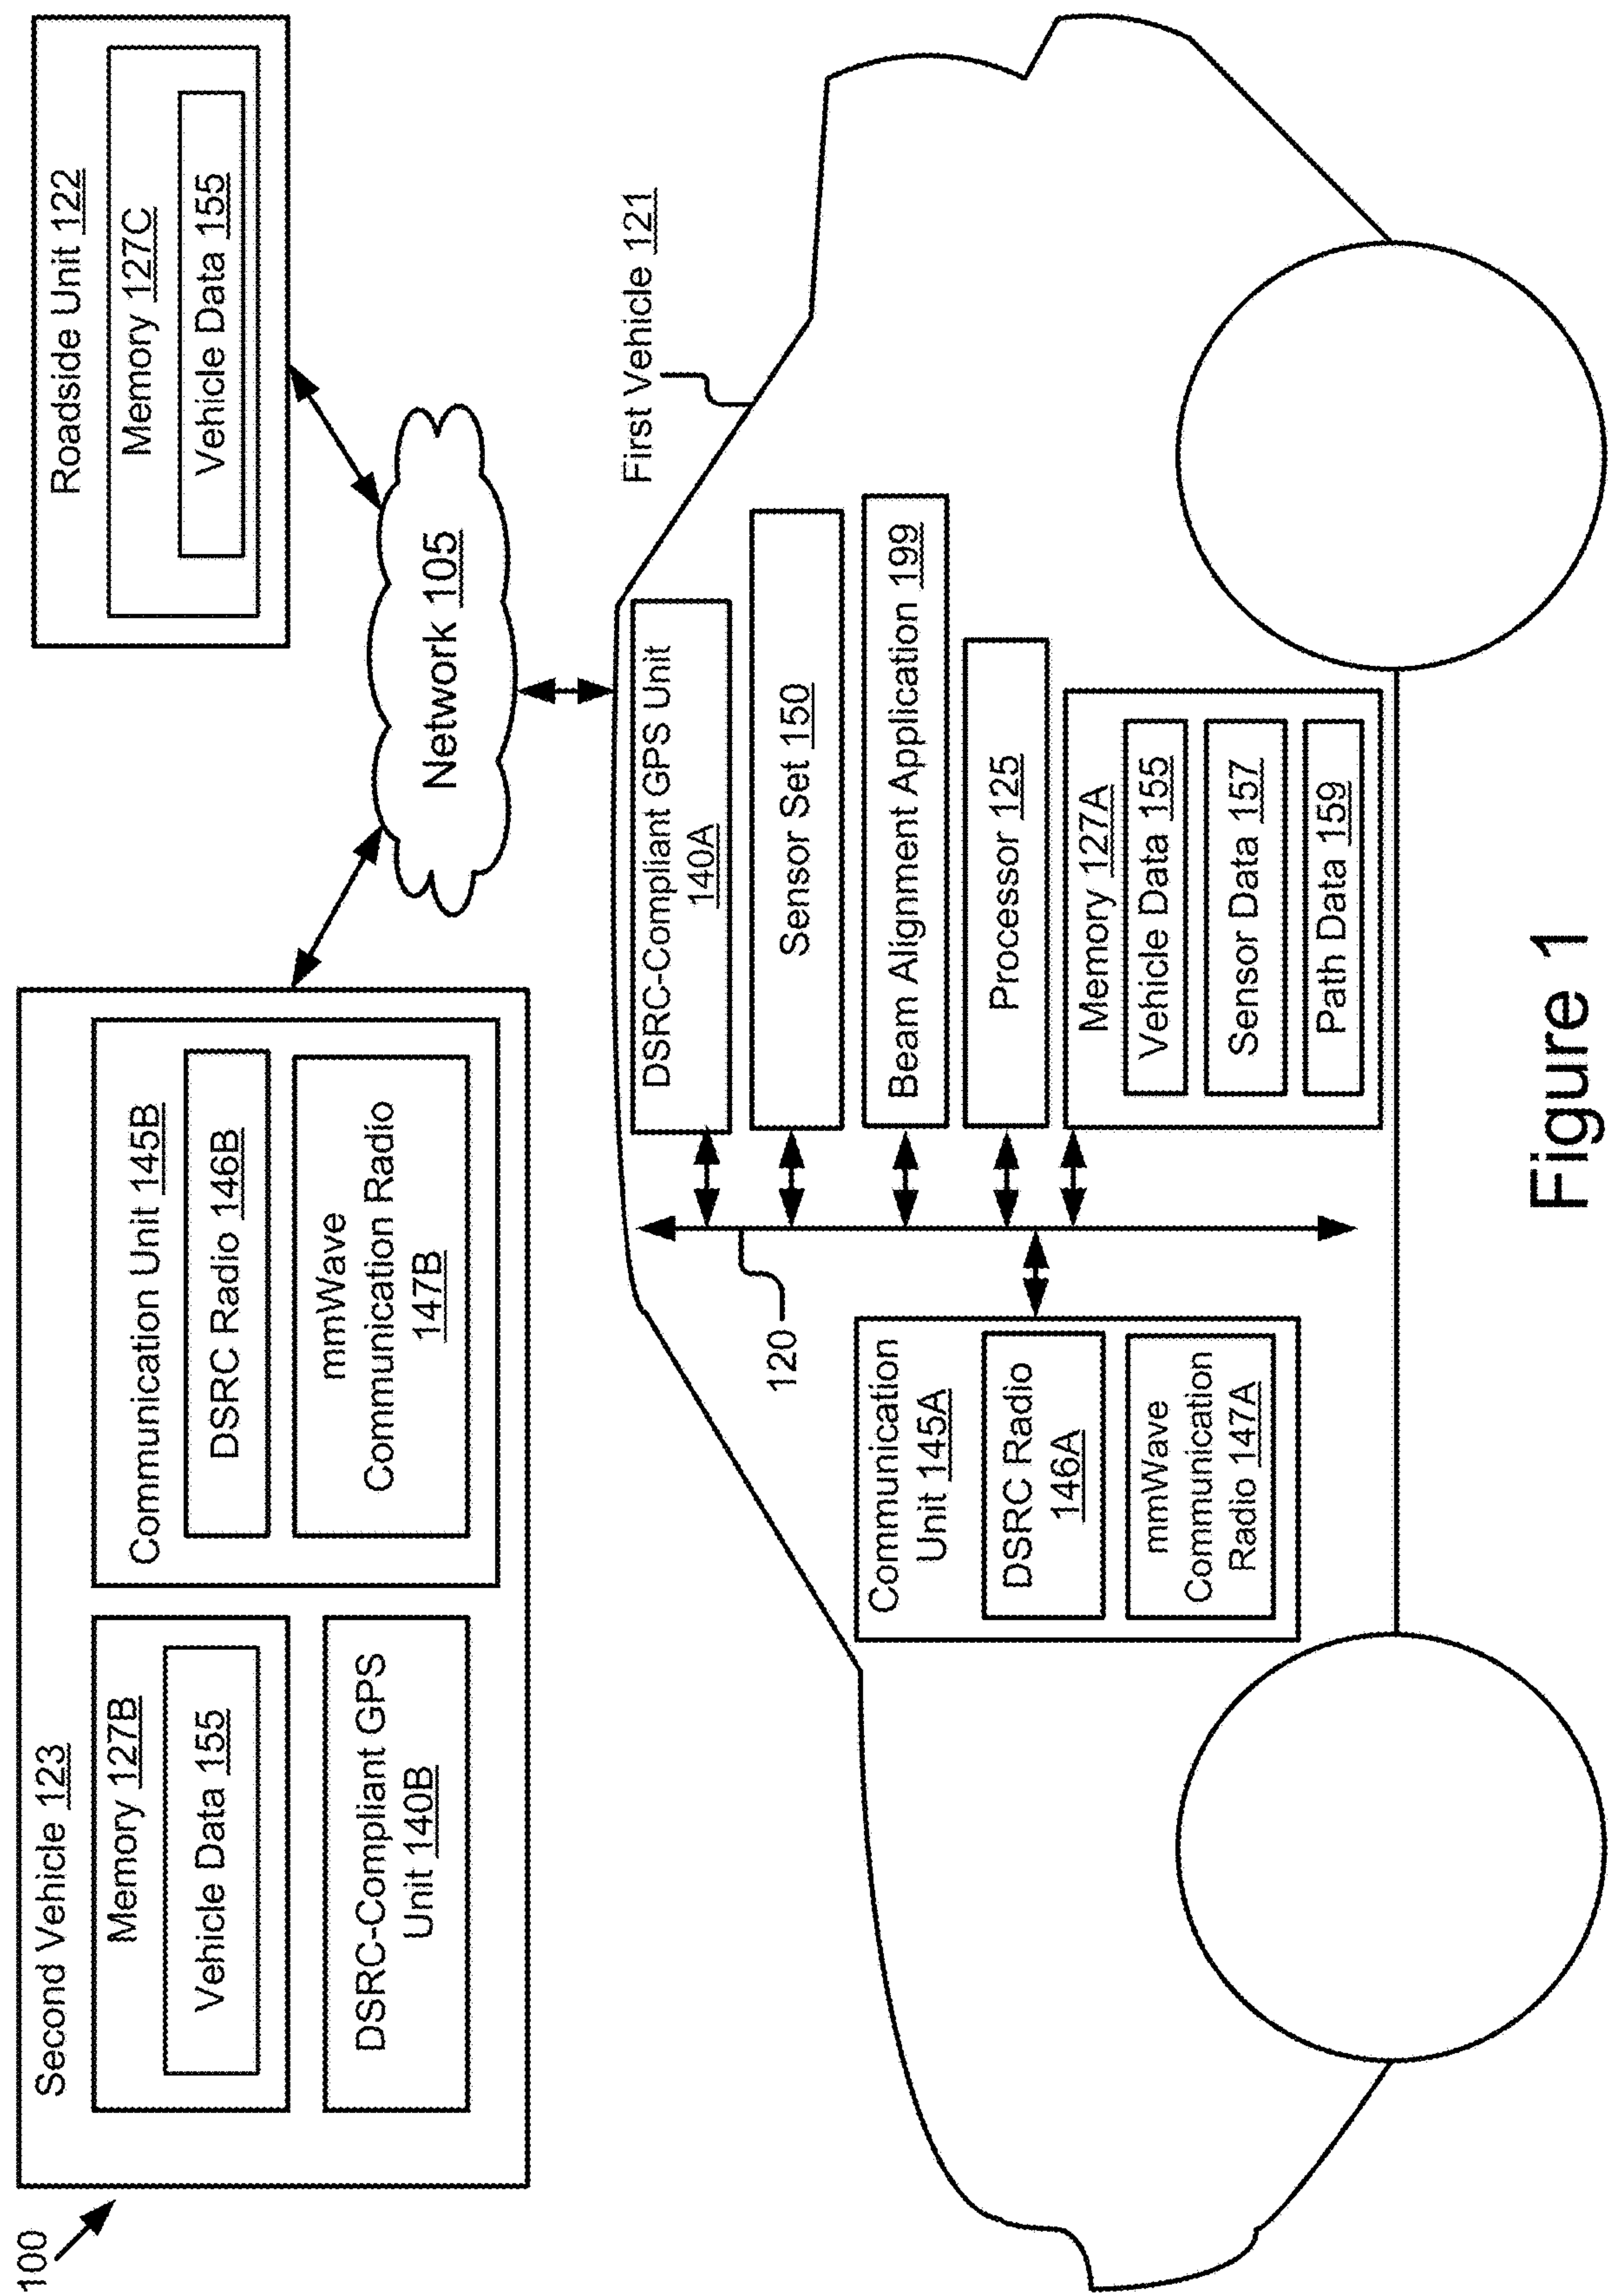 100
Second Vehicle 123
Memory 127B
Vehicle Data 155
DSRC-Compliant GPS
Unit 140B
Communication Unit 145B
DSRC Radio 146B
mmWave
Communication Radio
147B
Roadside Unit 122
Memory 127C
Vehicle Data 155
Network 105
First Vehicle 121
Communication
Unit 145A
DSRC Radio
146A
mmWave
Communication
Radio 147A
120
DSRC-Compliant GPS Unit
140A
Sensor Set 150
Beam Alignment Application 199
Processor 125
Memory 127A
Vehicle Data 155
Sensor Data 157
Path Data 159
Figure 1